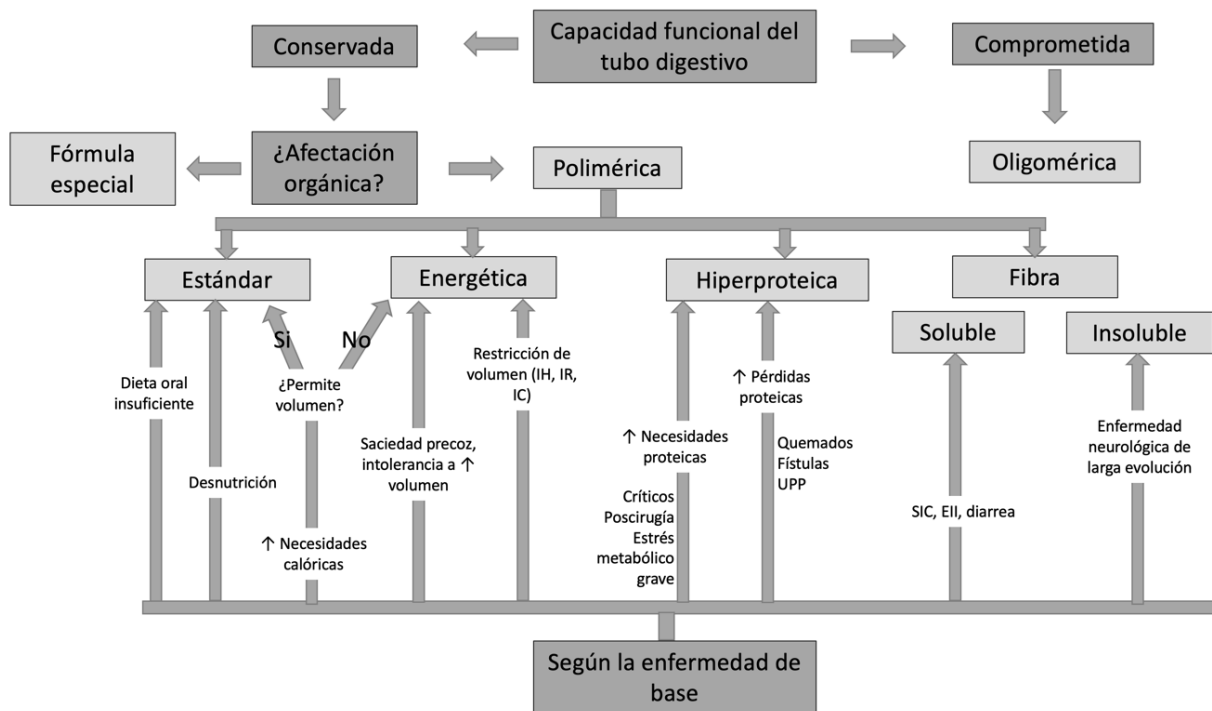 Conservada
Capacidad funcional del
tubo digestivo
Comprometida
Fórmula
especial
¿Afectación
orgánica?
Polimérica
Oligomérica
Estándar
Energética
Hiperproteica
Fibra
Soluble
Insoluble
Si
No
Dieta oral
insuficiente
Desnutrición
¿Permite
volumen?
↑ Necesidades
calóricas
Saciedad precoz,
intolerancia a ↑
volumen
Restricción de
volumen (IH, IR,
IC)
↑ Necesidades
proteicas
Críticos
Poscirugía
Estrés
metabólico
grave
↑ Pérdidas
proteicas
Quemados
Fístulas
UPP
SIC, EII, diarrea
Enfermedad
neurológica de
larga evolución
Según la enfermedad de
base